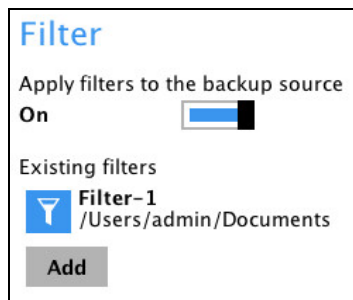 Filter
Apply filters to the backup source
On
Existing filters
Filter-1
/Users/admin/Documents
Add